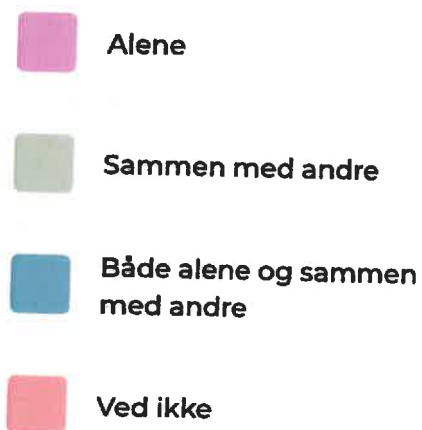 Alene
Sammen med andre
Både alene og sammen
med andre
Ved ikke